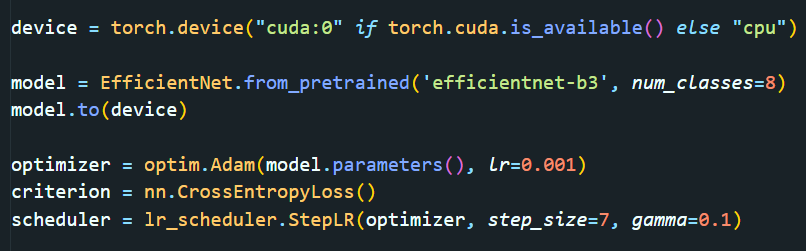 device = torch.device("cuda:0" if torch.cuda.is_available() else "cpu")
model = EfficientNet.from_pretrained('efficientnet-b3', num_classes=8)
model.to(device)
optimizer = optim.Adam(model.parameters(), lr=0.001)
criterion = nn.CrossEntropyLoss()
scheduler = lr_scheduler.StepLR(optimizer, step_size=7, gamma=0.1)